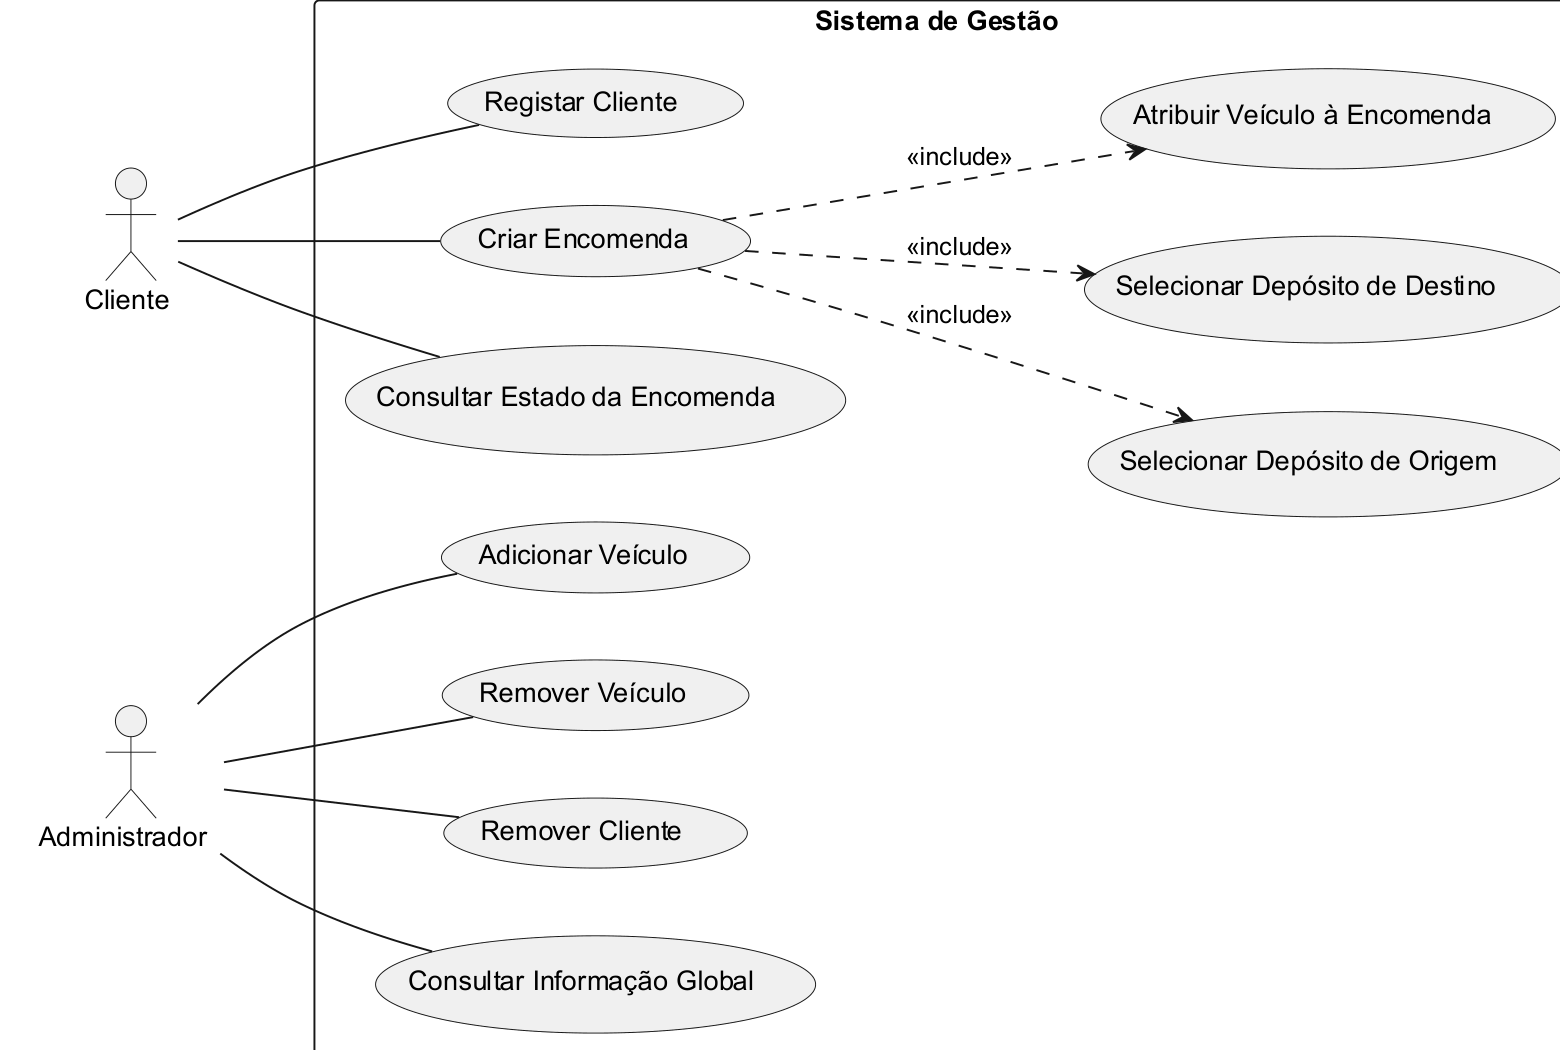 Sistema de Gestão
Registar Cliente
Atribuir Veículo à Encomenda
«include»
Cliente
Criar Encomenda
«include»
Selecionar Depósito de Destino
«include»
Consultar Estado da Encomenda
Selecionar Depósito de Origem
Adicionar Veículo
Remover Veículo
Administrador
Remover Cliente
Consultar Informação Global